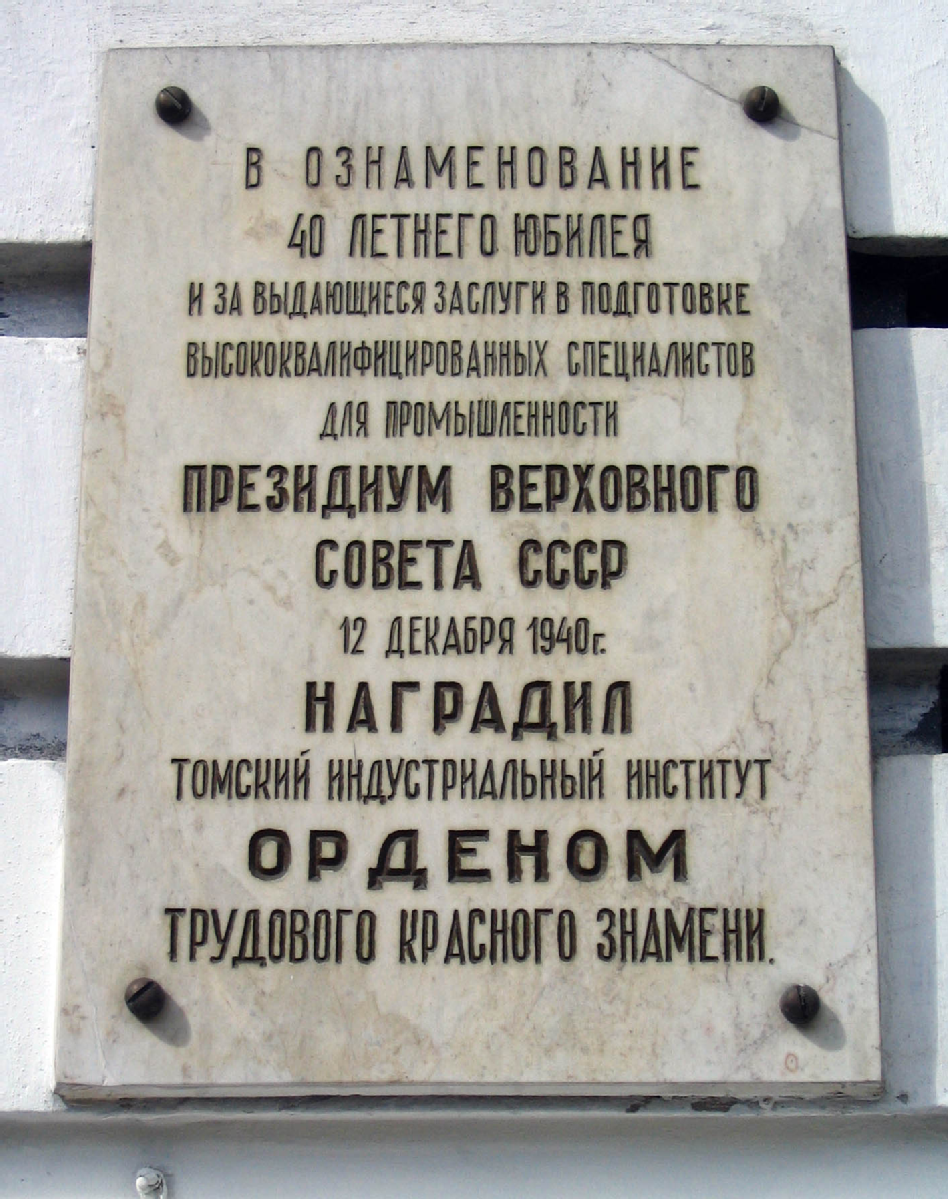 В ОЗНАМЕНОВАНИЕ
40 ЛЕТНЕГО ЮБИЛЕЯ
И ЗА ВЫДАЮЩИЕСЯ ЗАСЛУГИ В ПОДГОТОВКЕ
ВЫСОКОКВАЛИФИЦИРОВАННЫХ СПЕЦИАЛИСТОВ
ДЛЯ ПРОМЫШЛЕННОСТИ
ПРЕЗИДИУМ ВЕРХОВНОГО
СОВЕТА СССР
12 ДЕКАБРЯ 1940г.
НАГРАДИЛ
ТОМСКИЙ ИНДУСТРИАЛЬНЫЙ ИНСТИТУТ
ОРДЕНОМ
ТРУДОВОГО КРАСНОГО ЗНАМЕНИ.